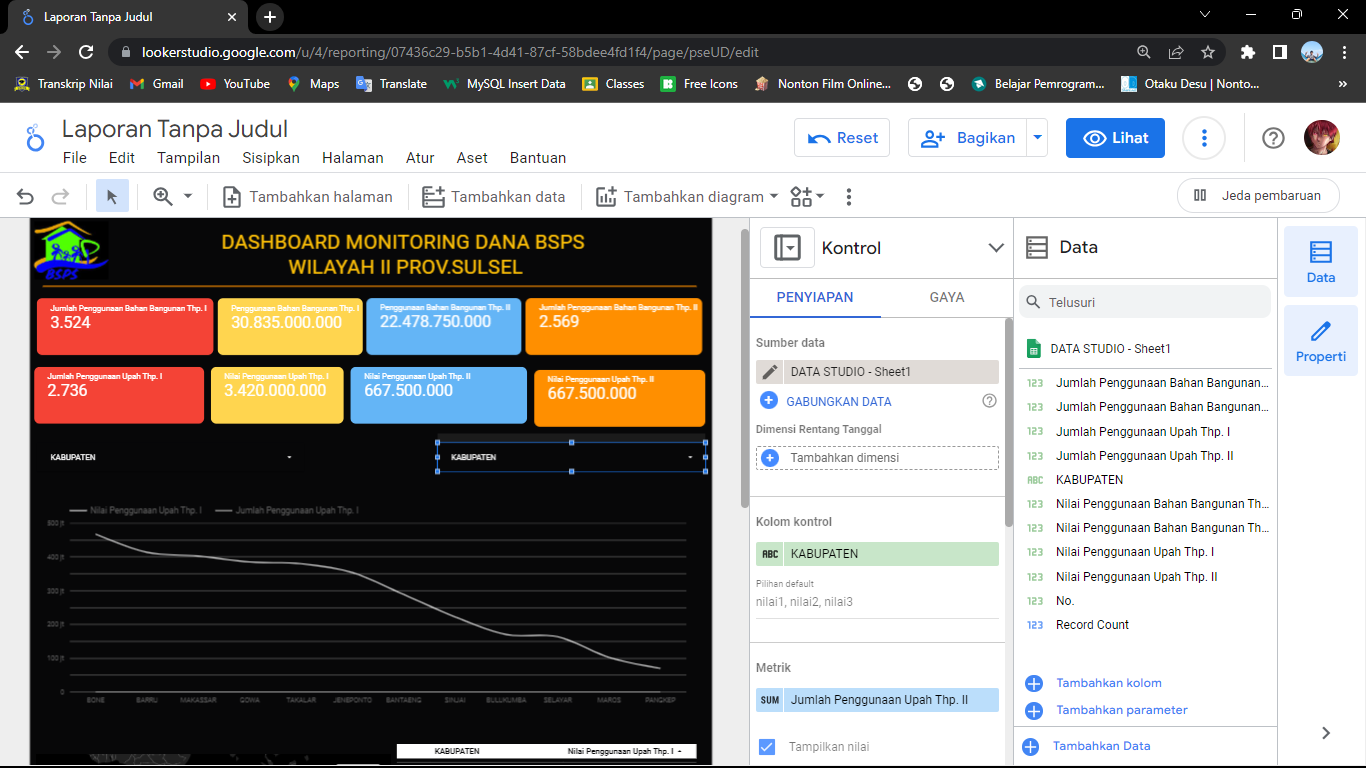 Laporan Tanpa Judul
lookerstudio.google.com/u/4/reporting/07436c29-b5b1-4d41-87cf-58bdee4fd1f4/page/pseUD/edit
Transkrip Nilai
Gmail
YouTube
Maps
Translate
MySQL Insert Data
Classes
Free Icons
Nonton Film Online...
Belajar Pemrogram...
Otaku Desu | Nonto...
»
Laporan Tanpa Judul
File Edit Tampilan Sisipkan Halaman Atur Aset Bantuan
Reset
Bagikan
Lihat
Tambahkan halaman
Tambahkan data
Tambahkan diagram
Jeda pembaruan
BSPS
DASHBOARD MONITORING DANA BSPS
WILAYAH II PROV.SULSEL
Jumlah Penggunaan Bahan Bangunan Thp. I
3.524
Penggunaan Bahan Bangunan Thp. I
30.835.000.000
Penggunaan Bahan Bangunan Thp. II
22.478.750.000
Jumlah Penggunaan Bahan Bangunan Thp. II
2.569
Jumlah Penggunaan Upah Thp. I
2.736
Nilai Penggunaan Upah Thp. I
3.420.000.000
Nilai Penggunaan Upah Thp. II
667.500.000
Nilai Penggunaan Upah Thp. II
667.500.000
KABUPATEN
KABUPATEN
Nilai Penggunaan Upah Thp. I
Jumlah Penggunaan Upah Thp. I
500 jt
400 jt
300 jt
200 jt
100 jt
0
BONE BARRU MAKASSAR GOWA TAKALAR JENEPONTO BANTAENG SINJAI BULUKUMBA SELAYAR MAROS PANGKEP
KABUPATEN
Nilai Penggunaan Upah Thp. I
Kontrol
PENYIAPAN
GAYA
Sumber data
DATA STUDIO - Sheet1
GABUNGKAN DATA
Dimensi Rentang Tanggal
Tambahkan dimensi
Kolom kontrol
ABC KABUPATEN
Pilihan default
nilai1, nilai2, nilai3
Metrik
SUM Jumlah Penggunaan Upah Thp. II
Tampilkan nilai
Data
Telusuri
DATA STUDIO - Sheet1
123 Jumlah Penggunaan Bahan Bangunan...
123 Jumlah Penggunaan Bahan Bangunan...
123 Jumlah Penggunaan Upah Thp. I
123 Jumlah Penggunaan Upah Thp. II
ABC KABUPATEN
123 Nilai Penggunaan Bahan Bangunan Th...
123 Nilai Penggunaan Bahan Bangunan Th...
123 Nilai Penggunaan Upah Thp. I
123 Nilai Penggunaan Upah Thp. II
123 No.
123 Record Count
Tambahkan kolom
Tambahkan parameter
Tambahkan Data
Data
Properti